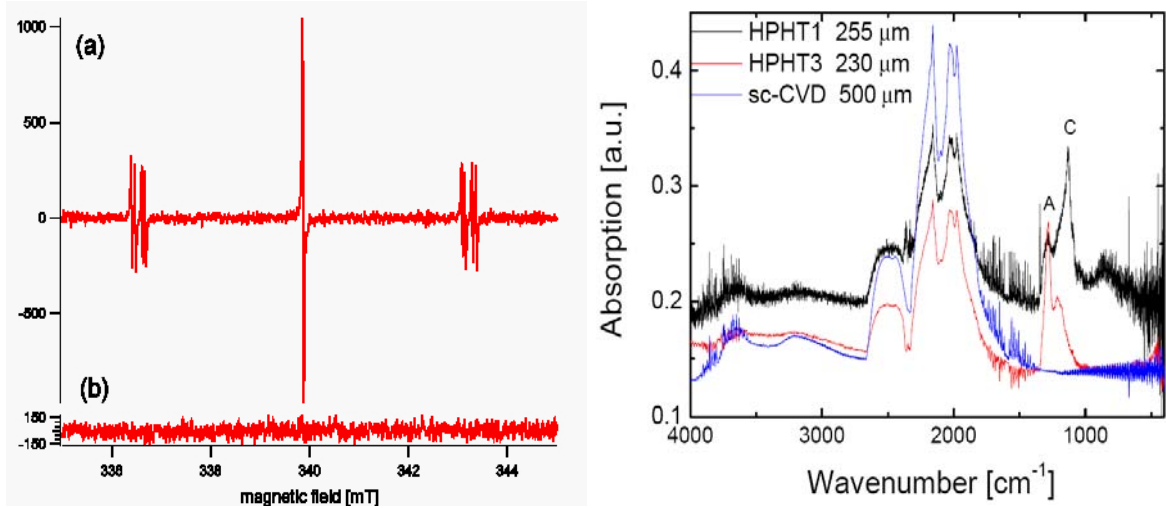 1000
(a)
500
0
-500
(b)
150
-150
338
340
342
344
magnetic field [mT]
HPHT1 255 μm
HPHT3 230 μm
sc-CVD 500 μm
0.4
C
0.3
A
0.2
0.1
4000
3000
2000
1000
Absorption [a.u.]
Wavenumber [cm⁻¹]